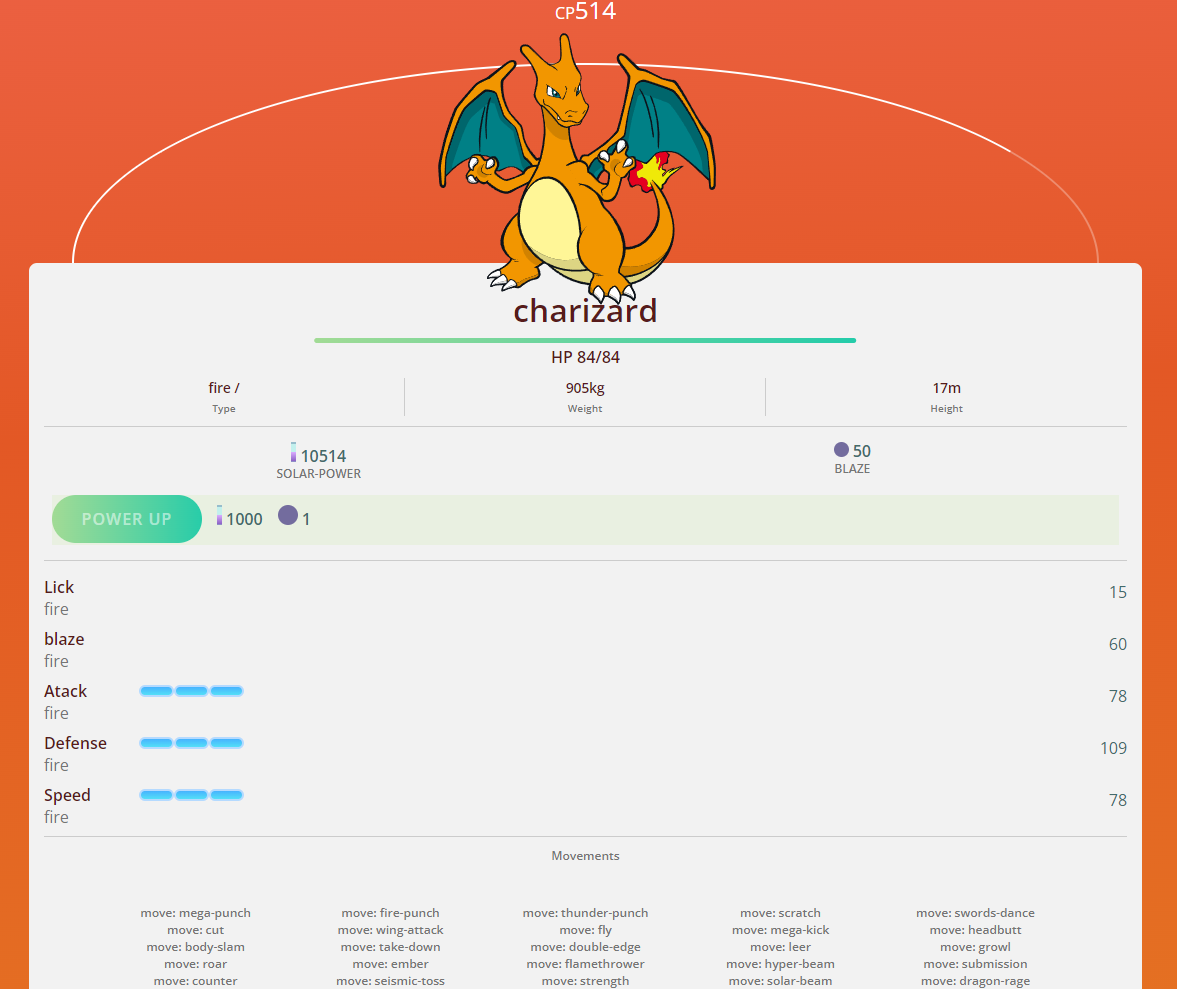 CP514
charizard
HP 84/84
fire / 905kg 17m
Type Weight Height
10514 50
SOLAR-POWER BLAZE
POWER UP 1000 1
Lick 15
fire
blaze 60
fire
Atack 78
fire
Defense 109
fire
Speed 78
fire
Movements
move: mega-punch move: fire-punch move: thunder-punch move: scratch move: swords-dance
move: cut move: wing-attack move: fly move: mega-kick move: headbutt
move: body-slam move: take-down move: double-edge move: leer move: growl
move: roar move: ember move: flamethrower move: hyper-beam move: submission
move: counter move: seismic-toss move: strength move: solar-beam move: dragon-rage